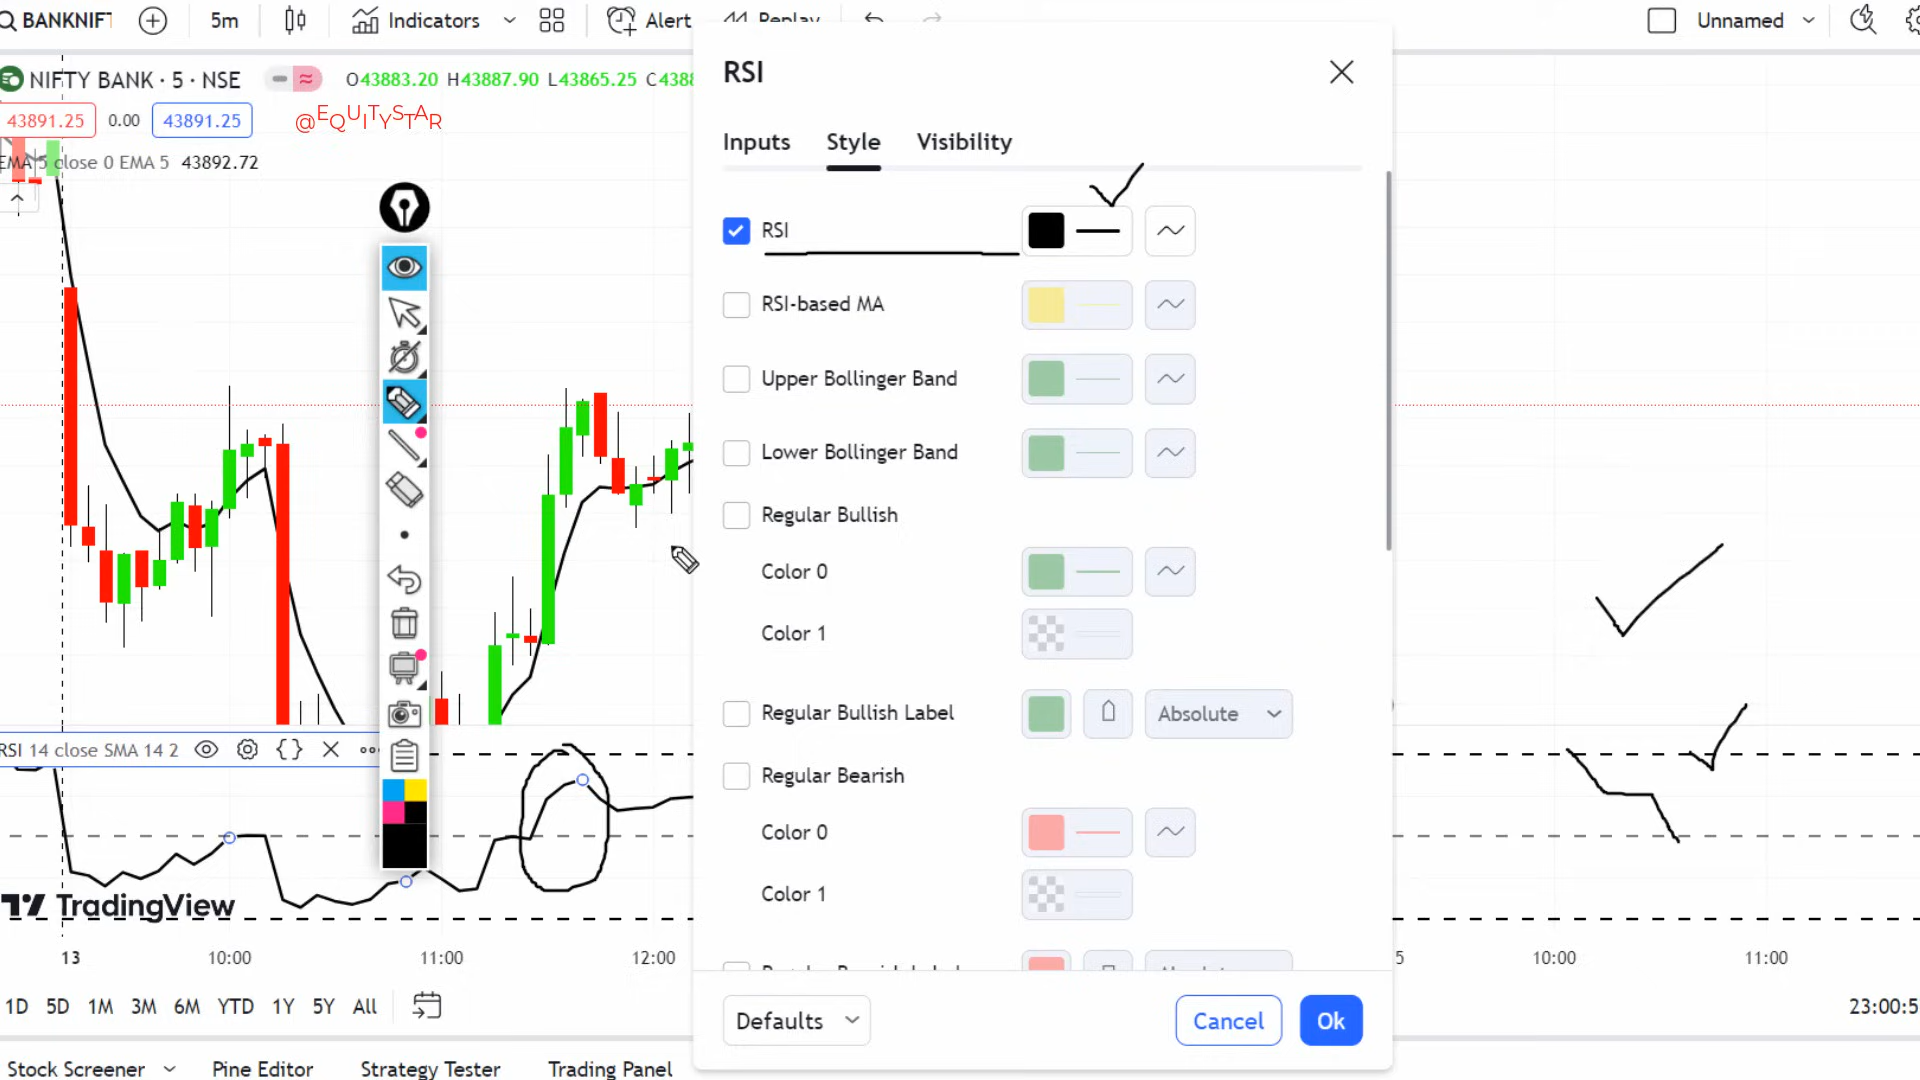 BANKNIFT
5m
Indicators
Alert
Replay
Unnamed
NIFTY BANK · 5 · NSE
O43883.20 H43887.90 L43865.25 C438
43891.25 0.00 43891.25
@EQUITYSTAR
EMA 5 close 0 EMA 5 43892.72
RSI
Inputs Style Visibility
RSI
RSI-based MA
Upper Bollinger Band
Lower Bollinger Band
Regular Bullish
Color 0
Color 1
Regular Bullish Label
Absolute
Regular Bearish
Color 0
Color 1
Defaults
Cancel
Ok
RSI 14 close SMA 14 2
TradingView
13 10:00 11:00 12:00 5 10:00 11:00
1D 5D 1M 3M 6M YTD 1Y 5Y All
23:00:5
Stock Screener
Pine Editor
Strategy Tester
Trading Panel